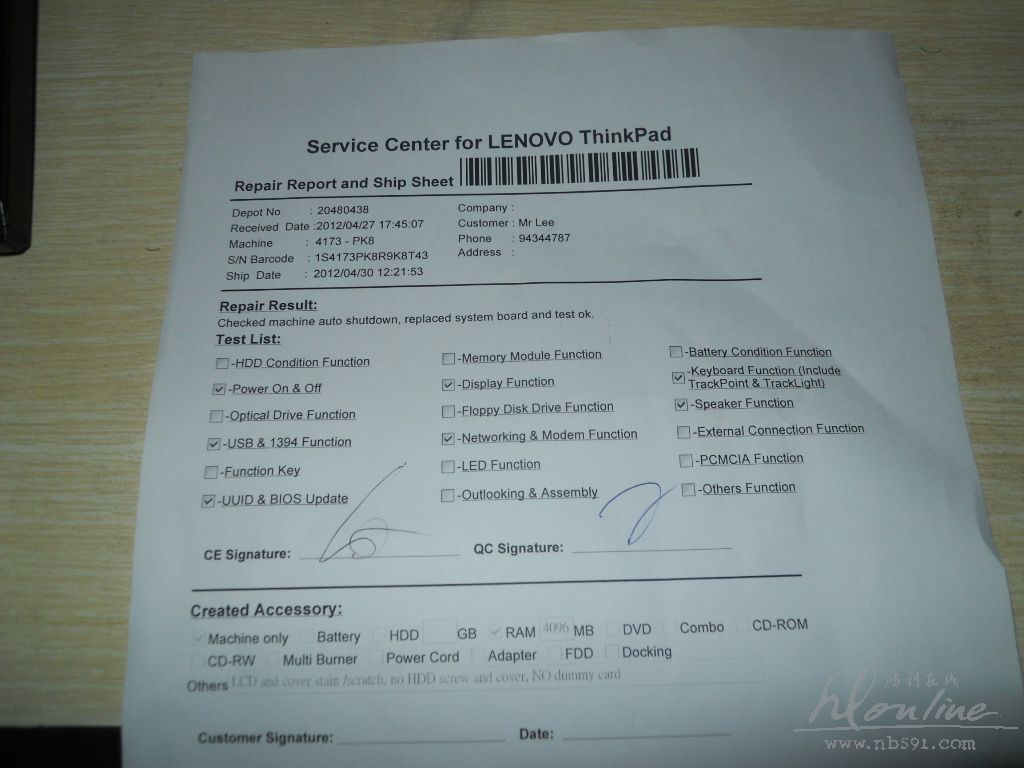 Service Center for LENOVO ThinkPad
Repair Report and Ship Sheet
Depot No : 20480438
Received Date :2012/04/27 17:45:07
Machine : 4173 - PK8
S/N Barcode : 1S4173PK8R9K8T43
Ship Date : 2012/04/30 12:21:53
Company :
Customer : Mr Lee
Phone : 94344787
Address :
Repair Result:
Checked machine auto shutdown, replaced system board and test ok.
Test List:
-HDD Condition Function -Memory Module Function -Battery Condition Function
-Power On & Off -Display Function -Keyboard Function (Include
TrackPoint & TrackLight)
-Optical Drive Function -Floppy Disk Drive Function -Speaker Function
-USB & 1394 Function -Networking & Modem Function -External Connection Function
-Function Key -LED Function -PCMCIA Function
-UUID & BIOS Update -Outlooking & Assembly -Others Function
CE Signature: QC Signature:
Created Accessory:
Machine only Battery HDD GB RAM 4096 MB DVD Combo CD-ROM
CD-RW Multi Burner Power Cord Adapter FDD Docking
Others LCD and cover stain /scratch. no HDD screw and cover, NO dummy card
Customer Signature: Date:
鸿利在线
hlonline
www.nb591.com